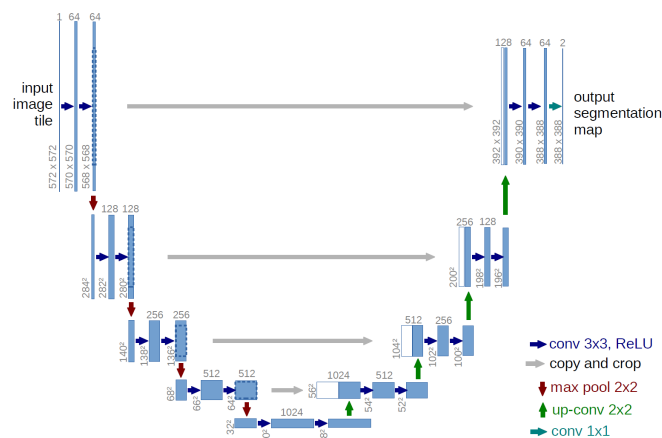 1 64 64
128 64 64 2
input
image
tile
output
segmentation
map
572 x 572
570 x 570
568 x 568
392 x 392
390 x 390
388 x 388
388 x 388
128 128
256 128
284²
282²
280²
200²
198²
196²
256 256
512 256
140²
138²
136²
104²
102²
100²
512 512
1024 512
68²
66²
64²
56²
54²
52²
1024
32²
conv 3x3, ReLU
copy and crop
max pool 2x2
up-conv 2x2
conv 1x1